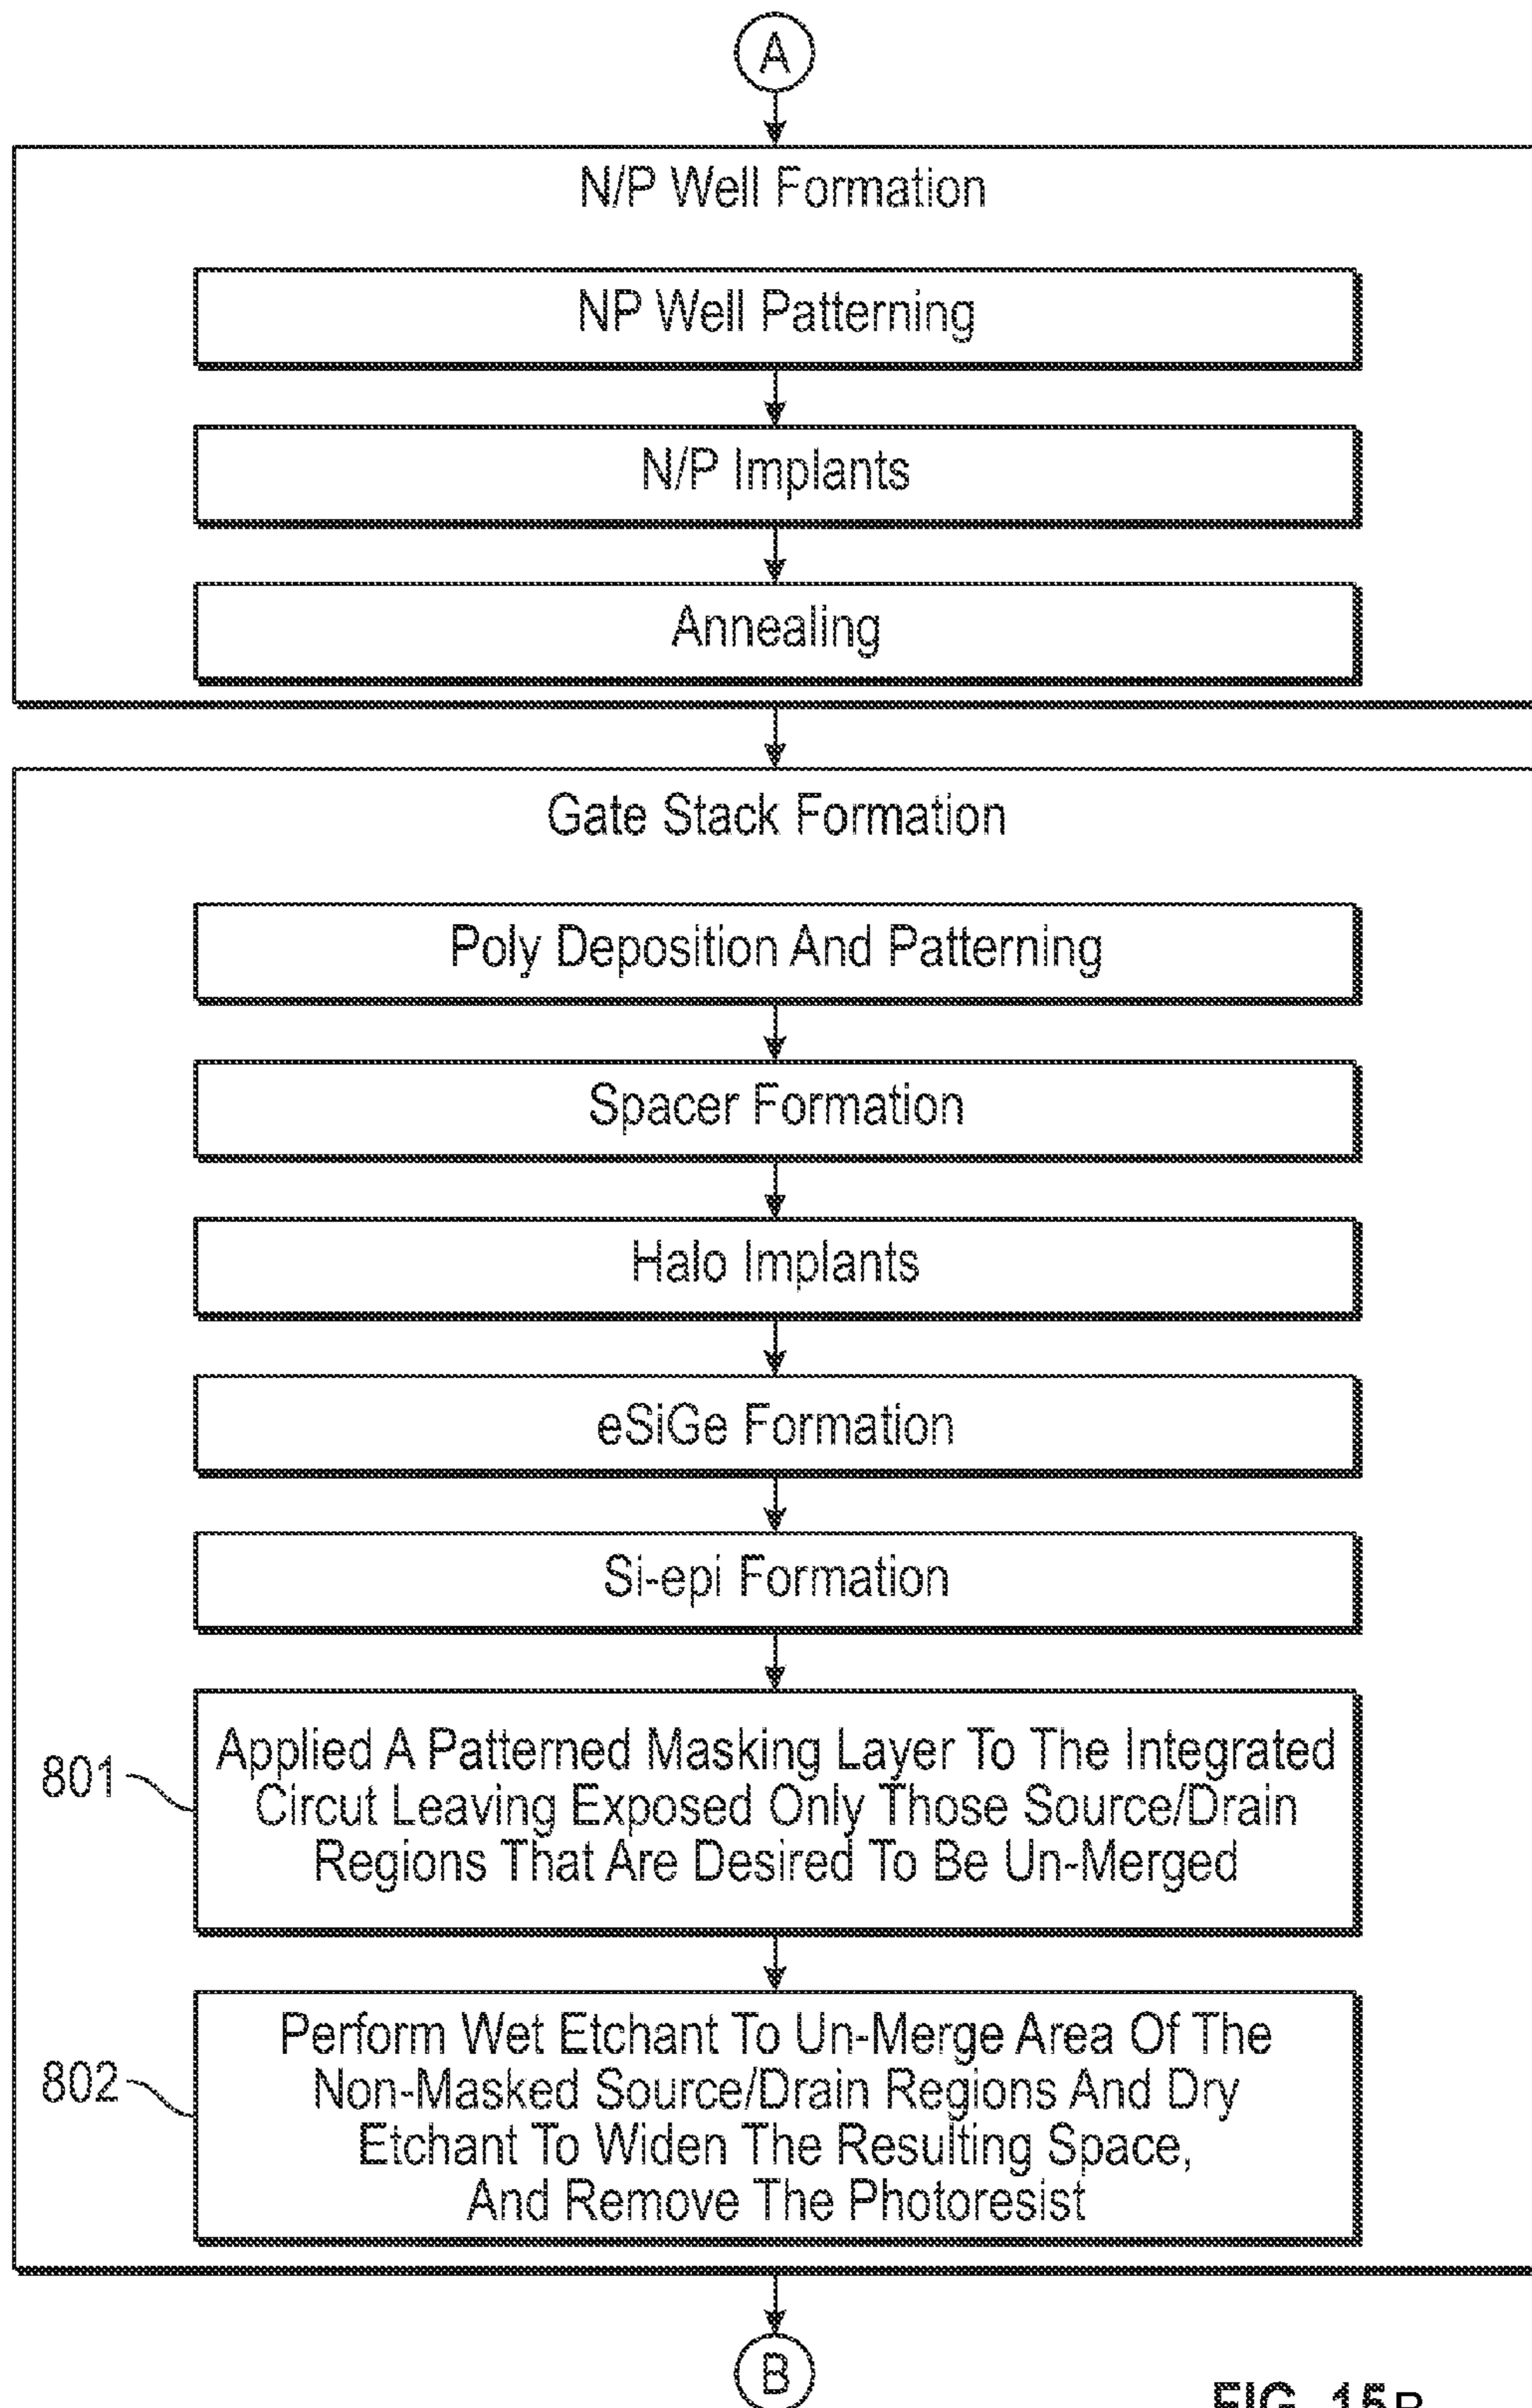 A
N/P Well Formation
NP Well Patterning
N/P Implants
Annealing
Gate Stack Formation
Poly Deposition And Patterning
Spacer Formation
Halo Implants
eSiGe Formation
Si-epi Formation
801
Applied A Patterned Masking Layer To The Integrated
Circut Leaving Exposed Only Those Source/Drain
Regions That Are Desired To Be Un-Merged
802
Perform Wet Etchant To Un-Merge Area Of The
Non-Masked Source/Drain Regions And Dry
Etchant To Widen The Resulting Space,
And Remove The Photoresist
B
FIG. 15B